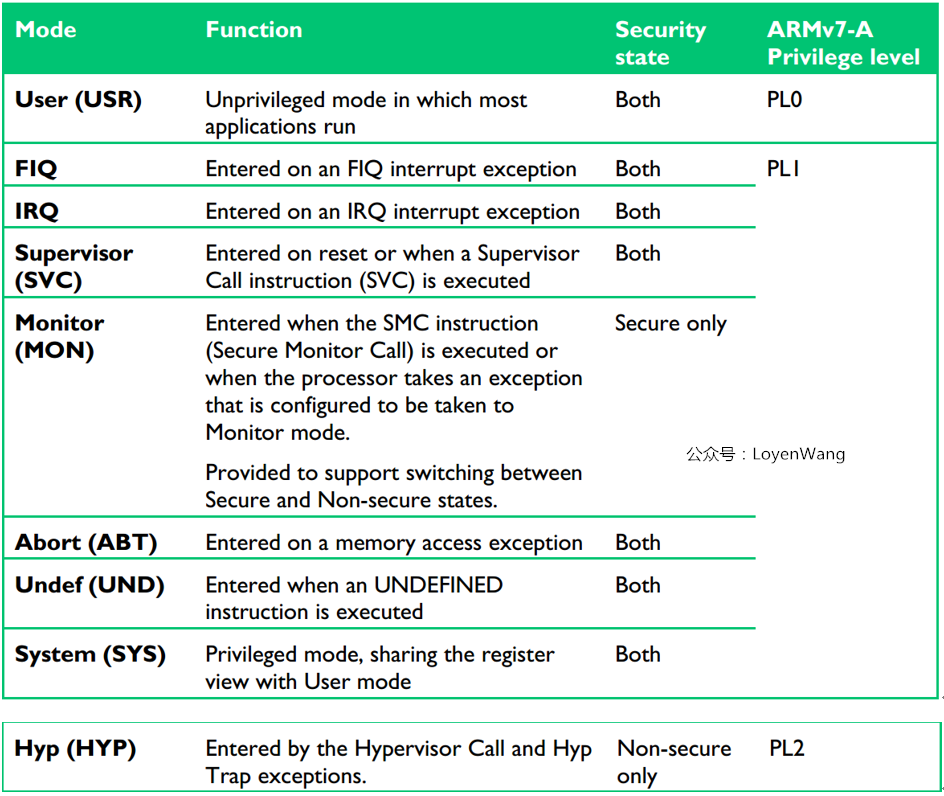 Mode Function Security state ARMv7-A Privilege level
User (USR) Unprivileged mode in which most Both PL0
applications run
FIQ Entered on an FIQ interrupt exception Both PL1
IRQ Entered on an IRQ interrupt exception Both
Supervisor Entered on reset or when a Supervisor Both
(SVC) Call instruction (SVC) is executed
Monitor Entered when the SMC instruction Secure only
(MON) (Secure Monitor Call) is executed or
when the processor takes an exception
that is configured to be taken to
Monitor mode.
公众号：LoyenWang
Provided to support switching between
Secure and Non-secure states.
Abort (ABT) Entered on a memory access exception Both
Undef (UND) Entered when an UNDEFINED Both
instruction is executed
System (SYS) Privileged mode, sharing the register Both
view with User mode
Hyp (HYP) Entered by the Hypervisor Call and Hyp Non-secure PL2
Trap exceptions. only